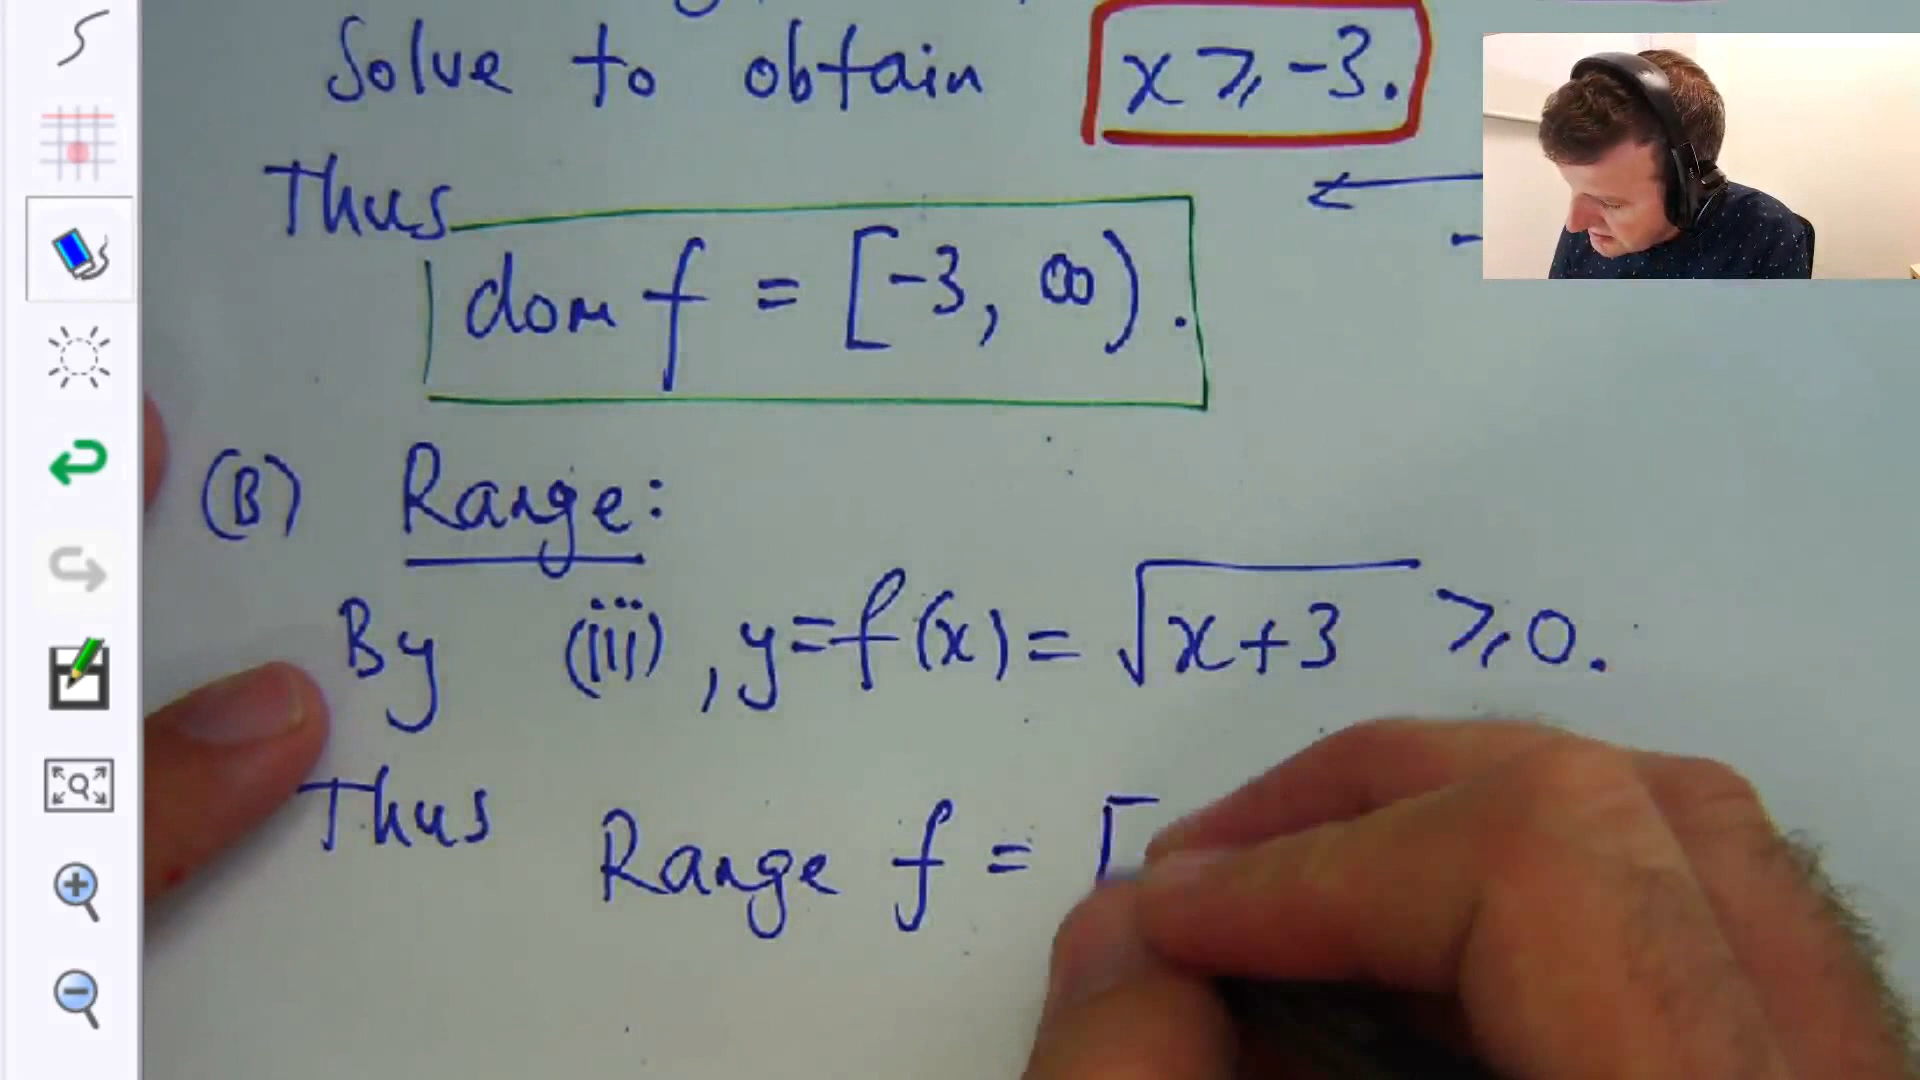 Solve to obtain x ⩾ -3.
Thus
dom f = [-3, ∞).
(B) Range:
By (iii), y=f(x)= √x+3 ⩾0.
Thus Range f = [